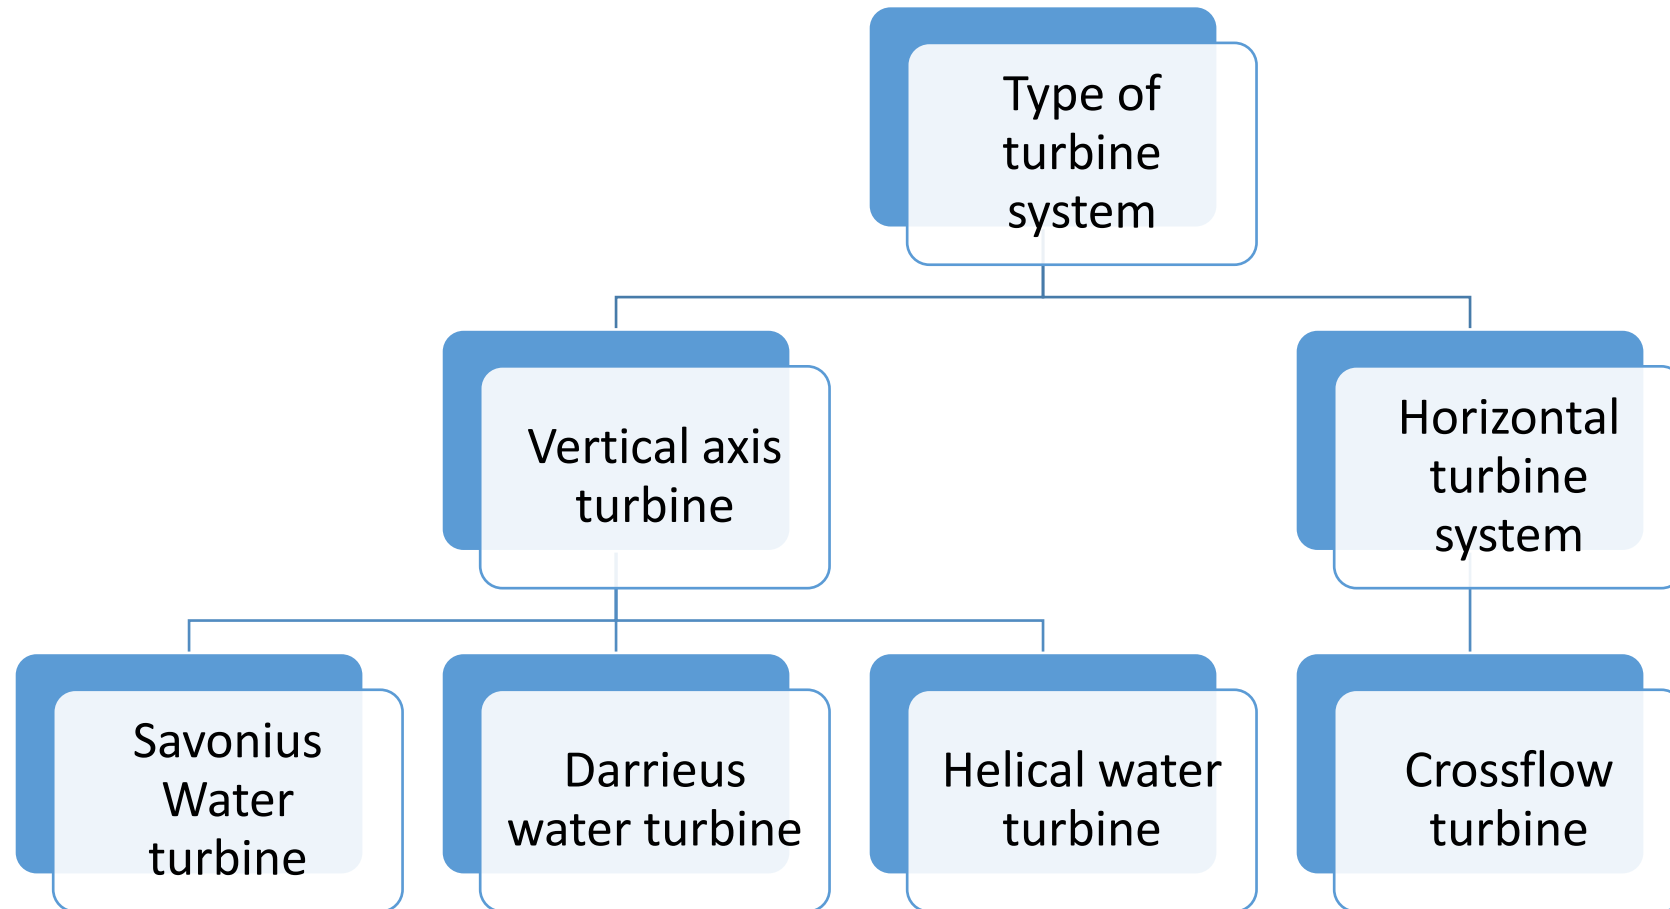 Type of
turbine
system
Vertical axis
turbine
Horizontal
turbine
system
Savonius
Water
turbine
Darrieus
water turbine
Helical water
turbine
Crossflow
turbine